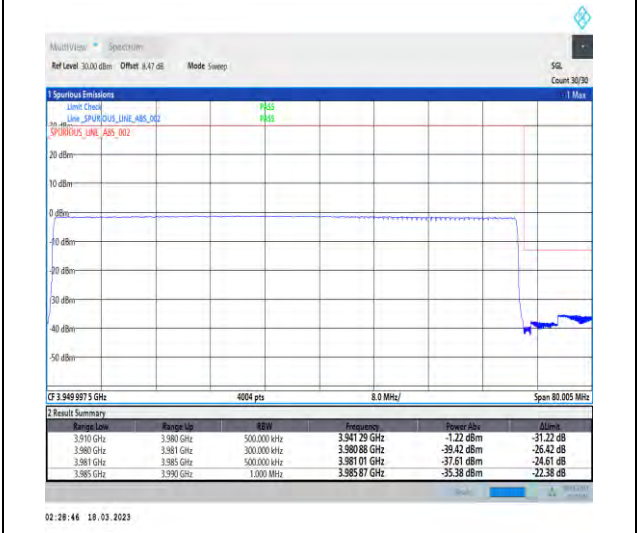 MultiView Spectrum
Ref Level 30.00 dBm Offset 8.47 dB Mode Sweep SGL
Count 30/30
1 Spurious Emissions 1 Max
Limit Check PASS
Line _SPURIOUS_LINE_ABS_002 PASS
_SPURIOUS_LINE_ABS_002
20 dBm
10 dBm
0 dBm
-10 dBm
-20 dBm
-30 dBm
-40 dBm
-50 dBm
CF 3.949 997 5 GHz 4004 pts 8.0 MHz/ Span 80.005 MHz
2 Result Summary
Range Low Range Up RBW Frequency Power Abs ΔLimit
3.910 GHz 3.980 GHz 500.000 kHz 3.941 29 GHz -1.22 dBm -31.22 dB
3.980 GHz 3.981 GHz 300.000 kHz 3.980 88 GHz -39.42 dBm -26.42 dB
3.981 GHz 3.985 GHz 500.000 kHz 3.981 01 GHz -37.61 dBm -24.61 dB
3.985 GHz 3.990 GHz 1.000 MHz 3.985 87 GHz -35.38 dBm -22.38 dB
02:28:46 18.03.2023